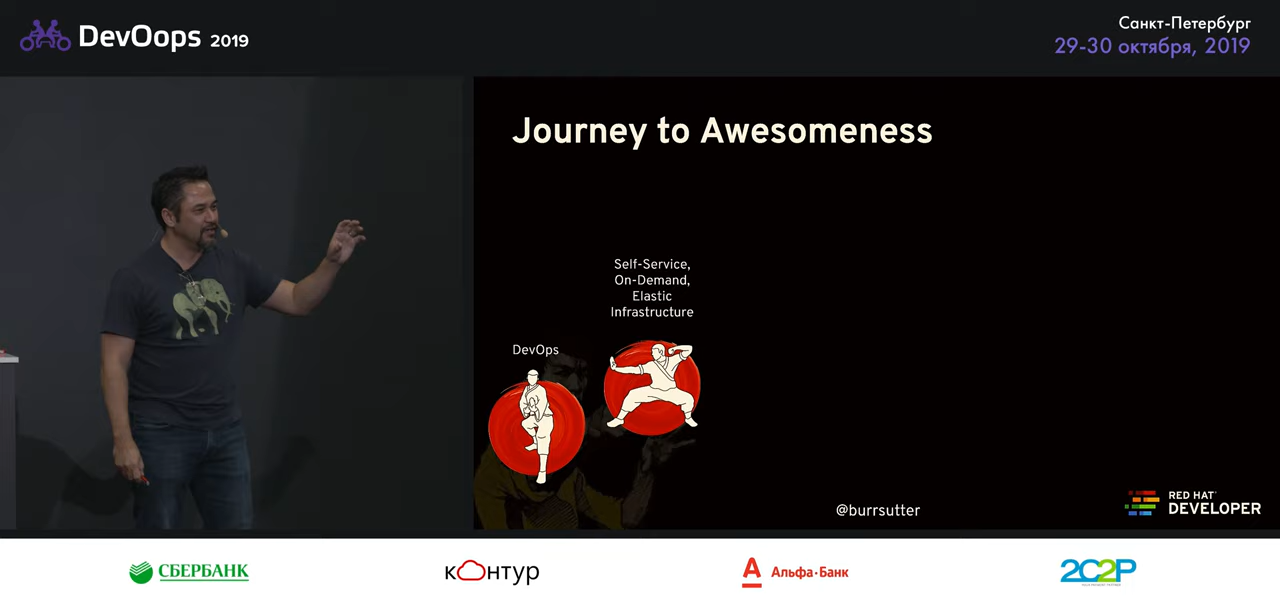 DevOops 2019
Санкт-Петербург
29-30 октября, 2019
Journey to Awesomeness
Self-Service,
On-Demand,
Elastic
Infrastructure
DevOps
@burrsutter
RED HAT
DEVELOPER
СБЕРБАНК
кОнтур
Альфа·Банк
2C2P